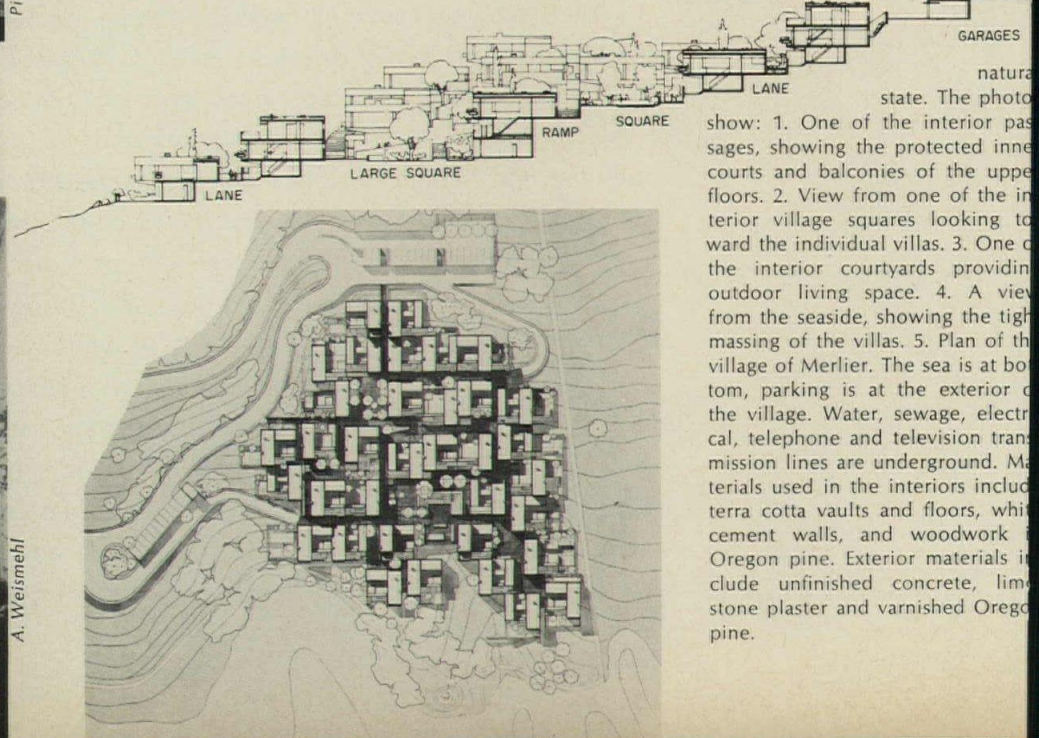 Pi
GARAGES
LANE
SQUARE
RAMP
LARGE SQUARE
LANE
A. Weismehl
natura
state. The photo
show: 1. One of the interior pas
sages, showing the protected inne
courts and balconies of the uppe
floors. 2. View from one of the in
terior village squares looking to
ward the individual villas. 3. One o
the interior courtyards providin
outdoor living space. 4. A view
from the seaside, showing the tigh
massing of the villas. 5. Plan of th
village of Merlier. The sea is at bot
tom, parking is at the exterior o
the village. Water, sewage, electri
cal, telephone and television trans
mission lines are underground. Ma
terials used in the interiors includ
terra cotta vaults and floors, whit
cement walls, and woodwork i
Oregon pine. Exterior materials in
clude unfinished concrete, lime
stone plaster and varnished Orego
pine.